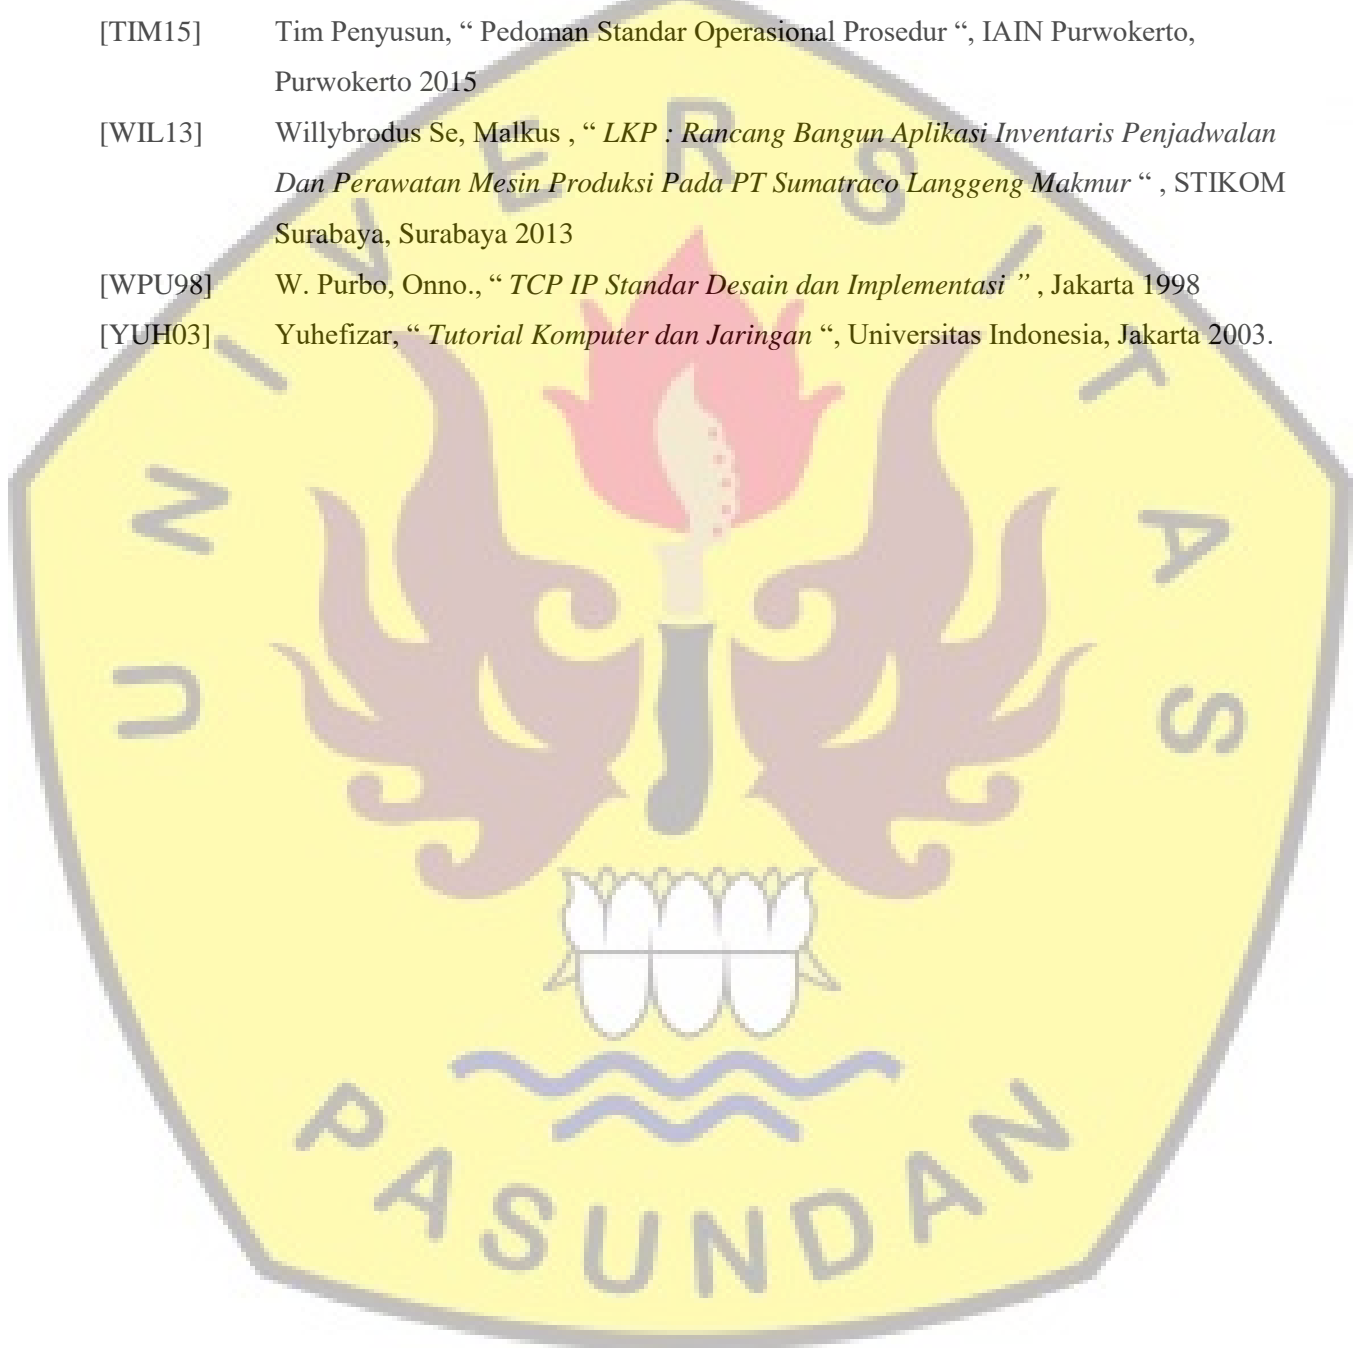 [TIM15] Tim Penyusun, “ Pedoman Standar Operasional Prosedur “, IAIN Purwokerto,
Purwokerto 2015
[WIL13] Willybrodus Se, Malkus , “ LKP : Rancang Bangun Aplikasi Inventaris Penjadwalan
Dan Perawatan Mesin Produksi Pada PT Sumatraco Langgeng Makmur “ , STIKOM
Surabaya, Surabaya 2013
[WPU98] W. Purbo, Onno., “ TCP IP Standar Desain dan Implementasi ” , Jakarta 1998
[YUH03] Yuhefizar, “ Tutorial Komputer dan Jaringan “, Universitas Indonesia, Jakarta 2003.
UNIVERSITAS
PASUNDAN